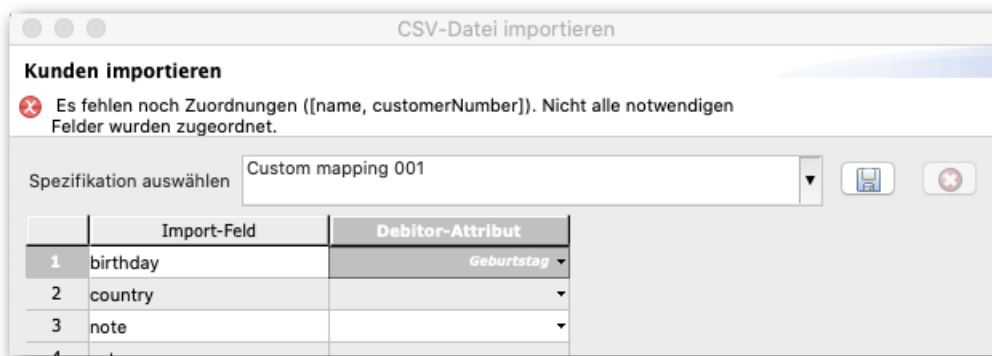 CSV-Datei importieren
Kunden importieren
Es fehlen noch Zuordnungen ([name, customerNumber]). Nicht alle notwendigen
Felder wurden zugeordnet.
Spezifikation auswählen Custom mapping 001
Import-Feld Debitor-Attribut
1 birthday Geburtstag
2 country
3 note